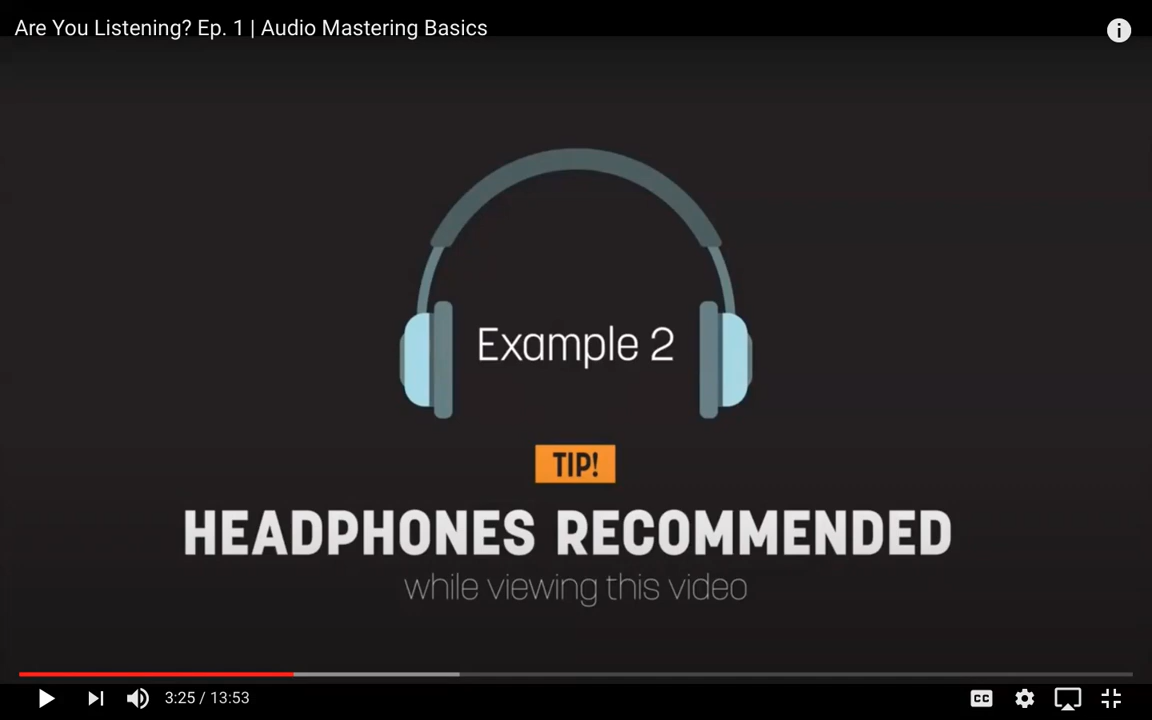 Are You Listening? Ep. 1 | Audio Mastering Basics
i
Example 2
TIP!
HEADPHONES RECOMMENDED
while viewing this video
3:25 / 13:53
CC